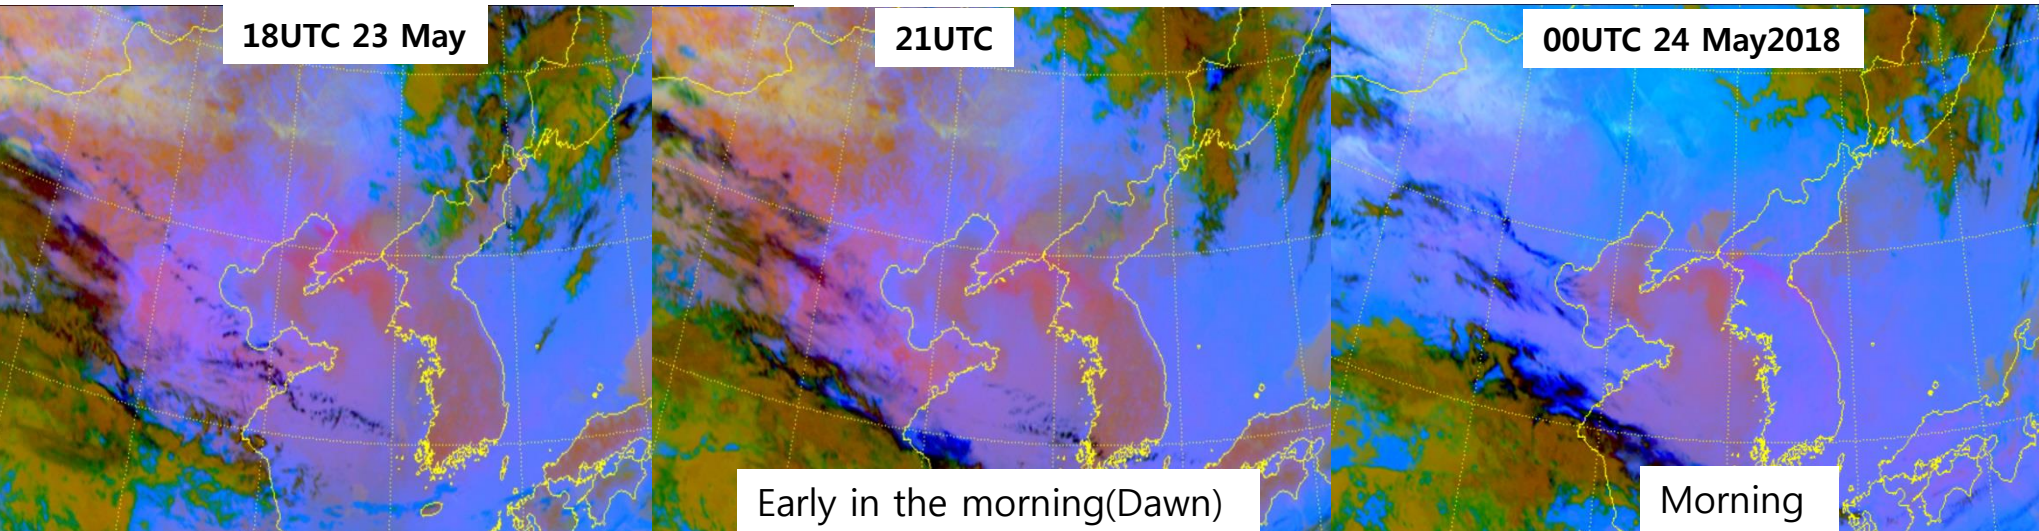 18UTC 23 May
21UTC
00UTC 24 May2018
Early in the morning(Dawn)
Morning